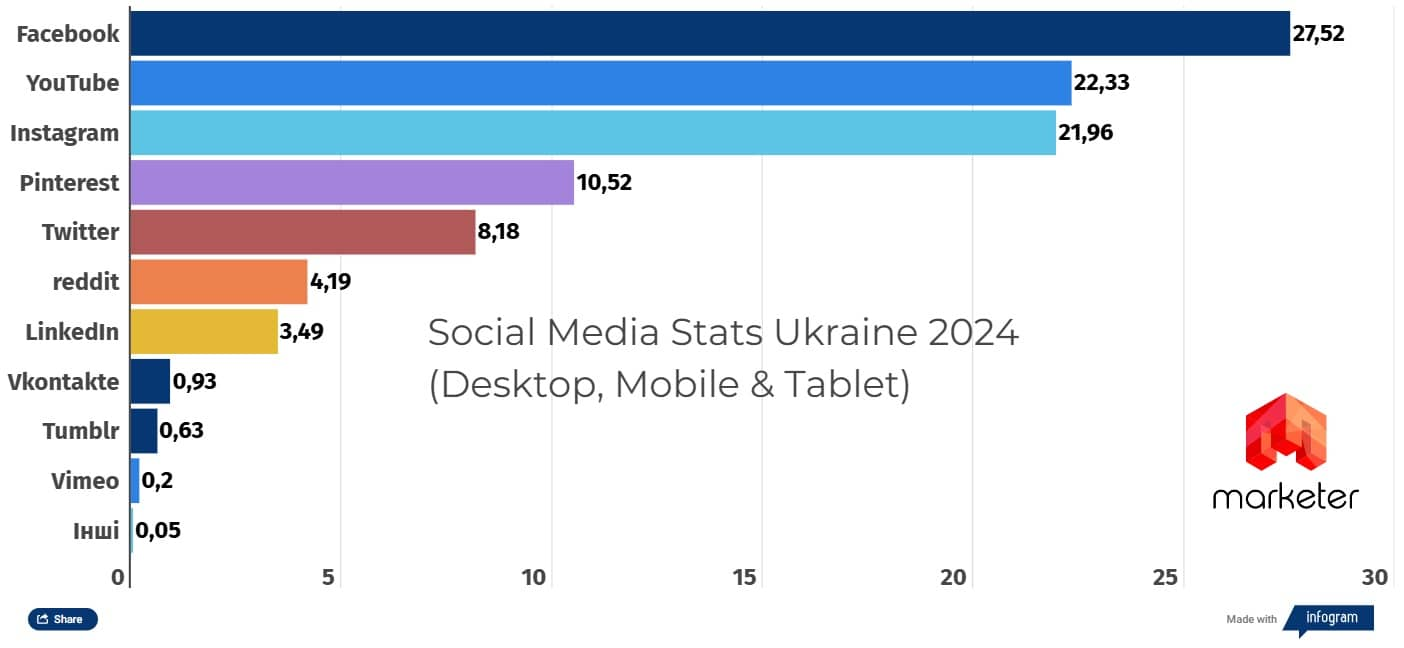 Facebook 27,52
YouTube 22,33
Instagram 21,96
Pinterest 10,52
Twitter 8,18
reddit 4,19
LinkedIn 3,49
Social Media Stats Ukraine 2024
(Desktop, Mobile & Tablet)
Vkontakte 0,93
Tumblr 0,63
Vimeo 0,2
marketer
Інші 0,05
0 5 10 15 20 25 30
Share
Made with infogram